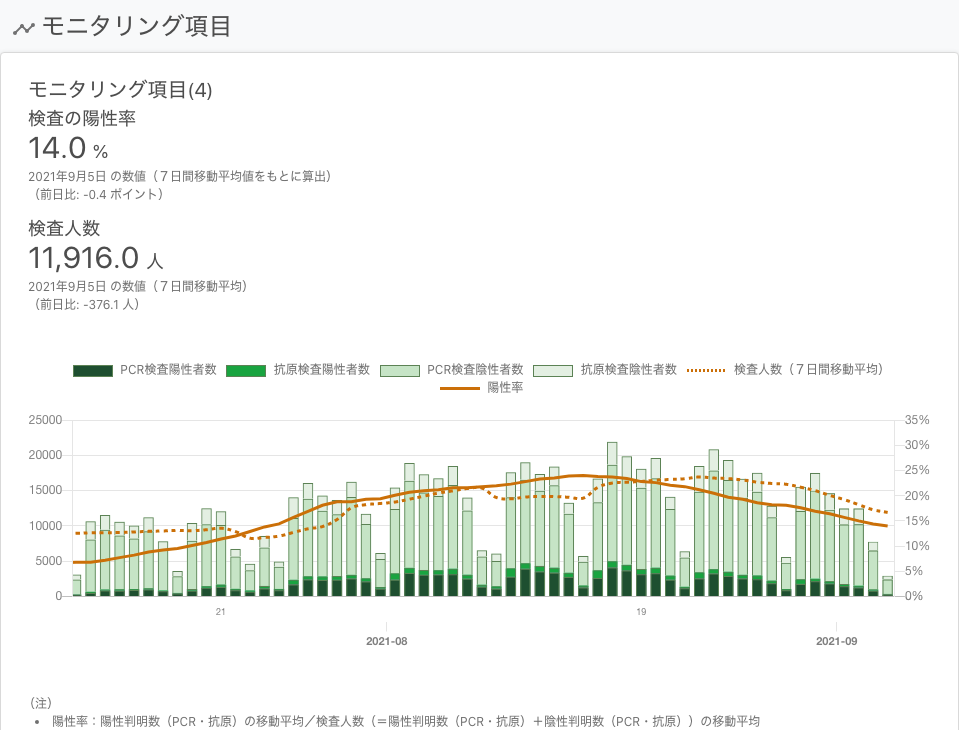 モニタリング項目
モニタリング項目(4)
検査の陽性率
14.0 %
2021年9月5日 の数値（７日間移動平均値をもとに算出）
（前日比: -0.4 ポイント）
検査人数
11,916.0 人
2021年9月5日 の数値（７日間移動平均）
（前日比: -376.1 人）
PCR検査陽性者数 抗原検査陽性者数 PCR検査陰性者数 抗原検査陰性者数 検査人数（７日間移動平均）
陽性率
25000 35%
30%
20000
25%
15000 20%
15%
10000
10%
5000
5%
0 0%
21 19
2021-08 2021-09
（注）
• 陽性率：陽性判明数（PCR・抗原）の移動平均／検査人数（＝陽性判明数（PCR・抗原）＋陰性判明数（PCR・抗原））の移動平均